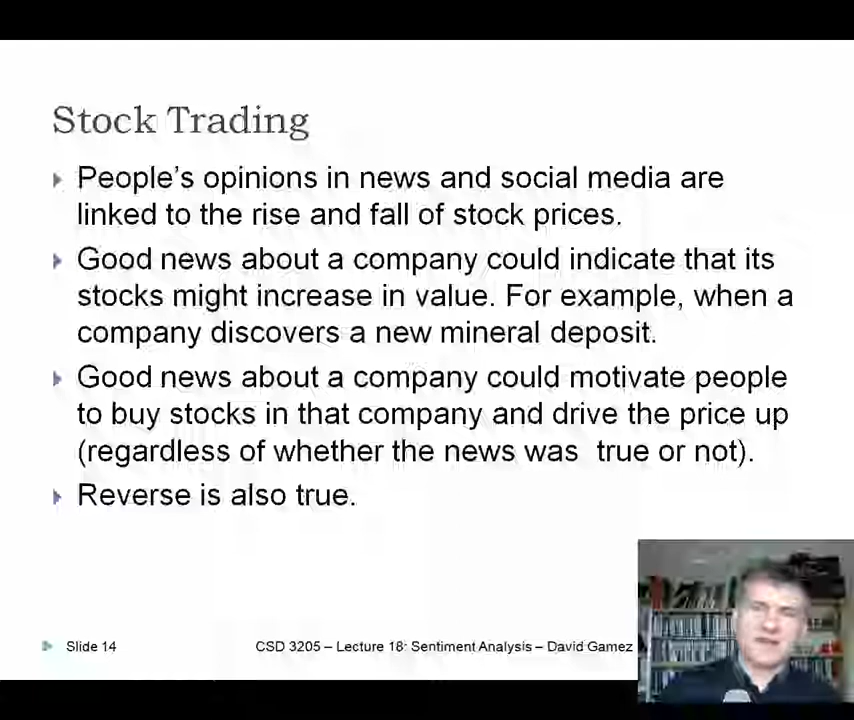 Stock Trading
People's opinions in news and social media are
linked to the rise and fall of stock prices.
Good news about a company could indicate that its
stocks might increase in value. For example, when a
company discovers a new mineral deposit.
Good news about a company could motivate people
to buy stocks in that company and drive the price up
(regardless of whether the news was  true or not).
Reverse is also true.
Slide 14
CSD 3205 – Lecture 18: Sentiment Analysis – David Gamez